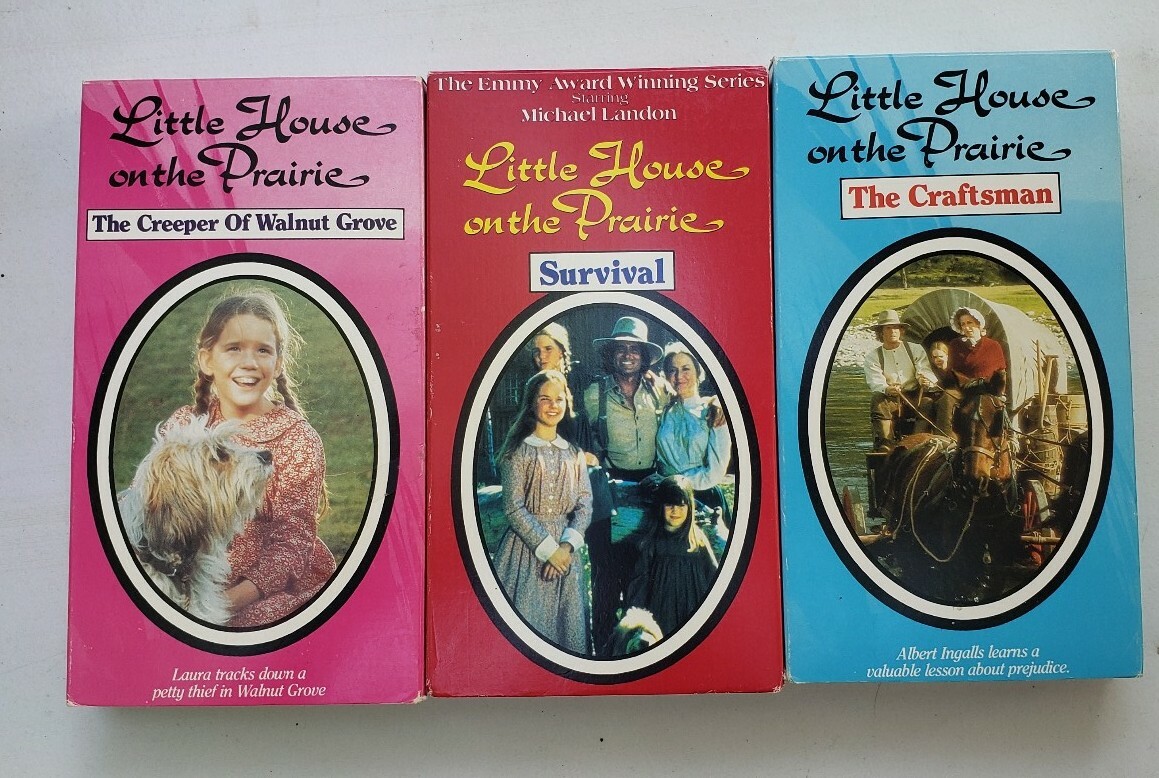 Little House
on the Prairie
The Creeper Of Walnut Grove
Laura tracks down a
petty thief in Walnut Grove
The Emmy Award Winning Series
Starring
Michael Landon
Little House
on the Prairie
Survival
Little House
on the Prairie
The Craftsman
Albert Ingalls learns a
valuable lesson about prejudice.